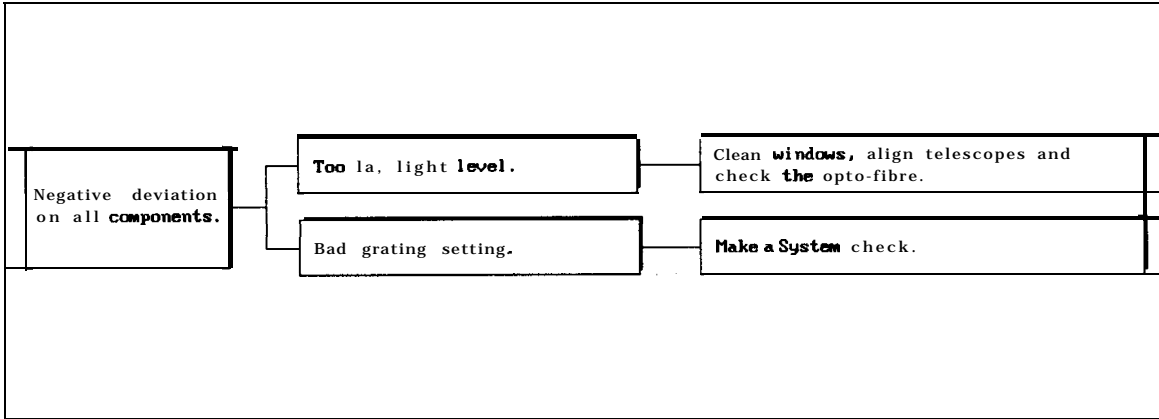 Negative deviation
on all components.
Too la, light level.
Clean windows, align telescopes and
check the opto-fibre.
Bad grating setting.
Make a System check.